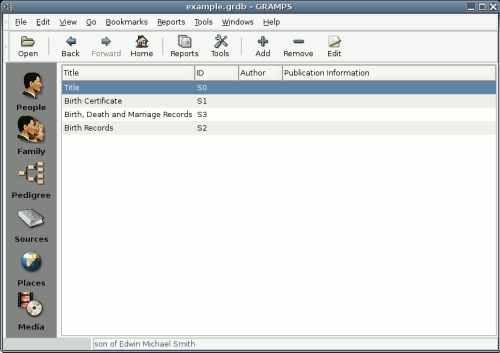 example.grdb - GRAMPS
File Edit View Go Bookmarks Reports Tools Windows Help
Open Back Forward Home Reports Tools Add Remove Edit
Title ID Author Publication Information
Title S0
Birth Certificate S1
Birth, Death and Marriage Records S3
Birth Records S2
People
Family
Pedigree
Sources
Places
Media
son of Edwin Michael Smith